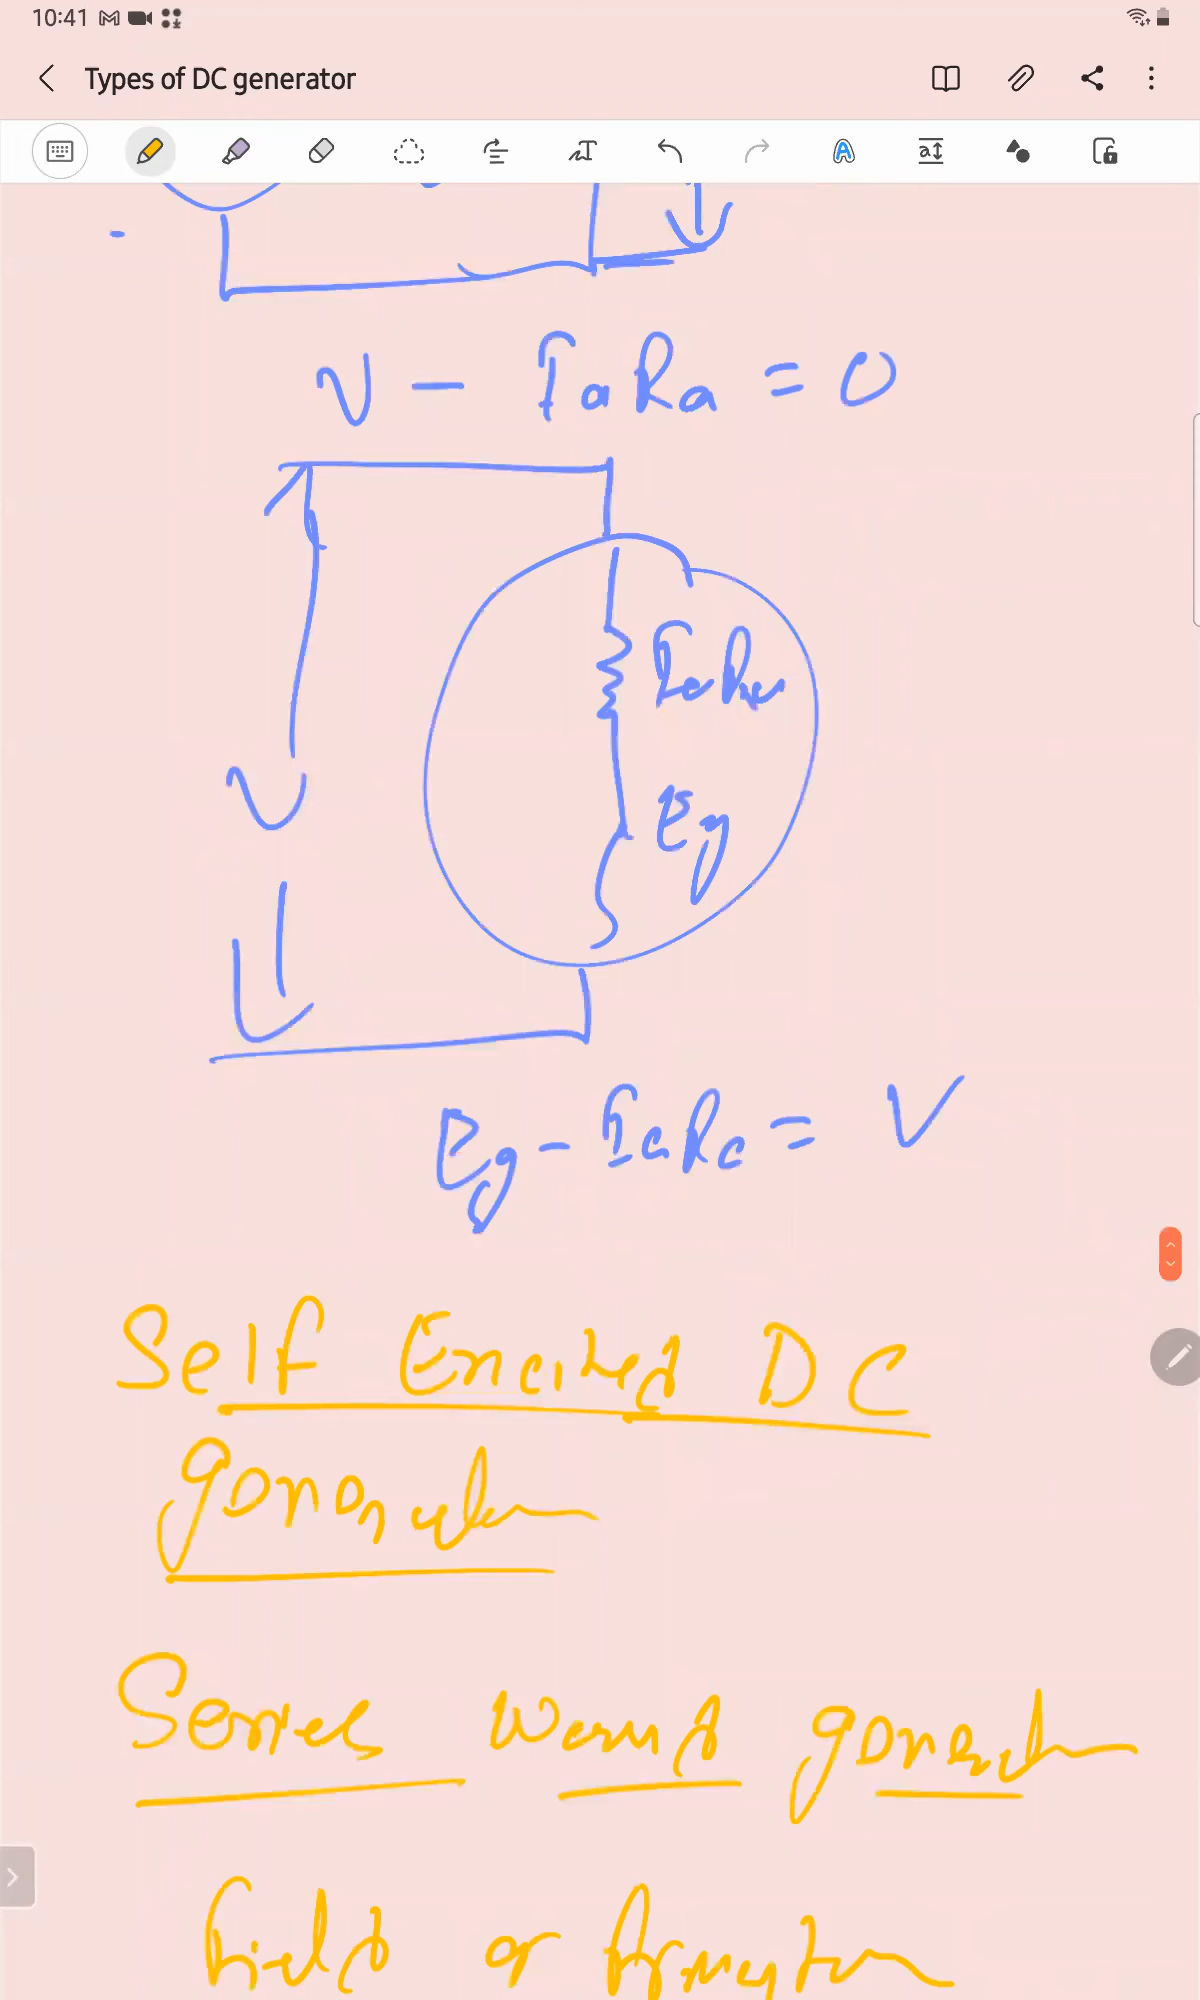 10:41
Types of DC generator
V - IaRa = 0
IaRa
Eg
V
Eg - IaRa = V
Self Excited DC
generator
Series Wound generator
field or Armature